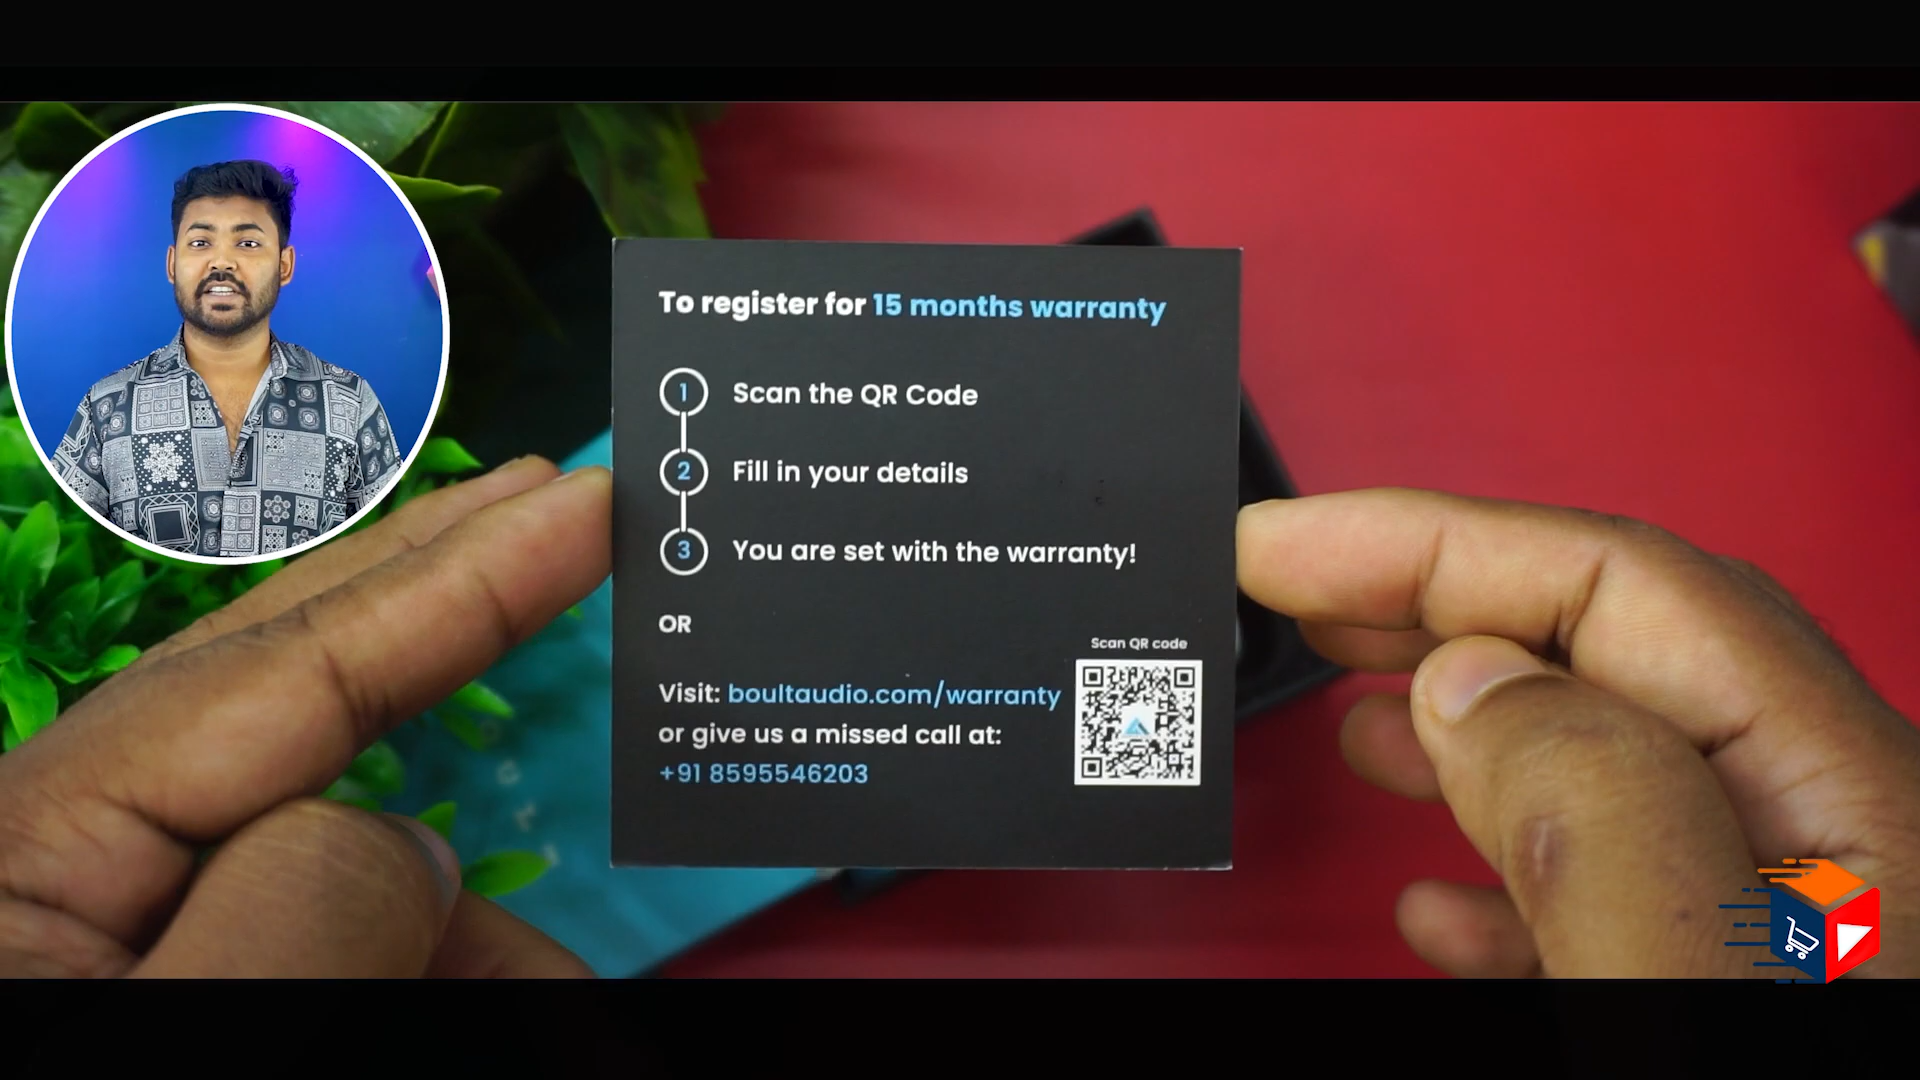 To register for 15 months warranty
1 Scan the QR Code
2 Fill in your details
3 You are set with the warranty!
OR
Scan QR code
Visit: boultaudio.com/warranty
or give us a missed call at:
+91 8595546203